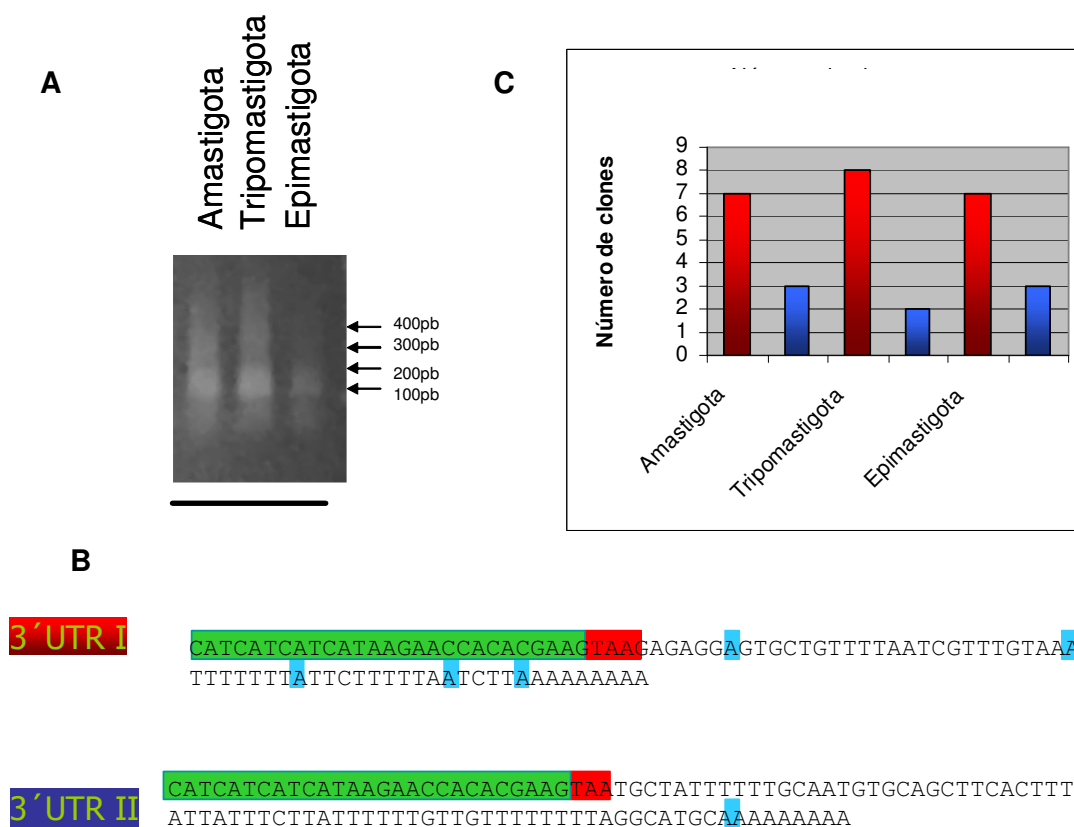 A
Amastigota
Tripomastigota
Epimastigota
400pb
300pb
200pb
100pb
C
Número de clones
9
8
7
6
5
4
3
2
1
0
Amastigota
Tripomastigota
Epimastigota
B
3´UTR I
CATCATCATCATAAGAACCACACGAAGTAAGAGAGGAGTGCTGTTTTAATCGTTTGTAAA
TTTTTTTATTCTTTTTAATCTTAAAAAAAAA
3´UTR II
CATCATCATCATAAGAACCACACGAAGTAATGCTATTTTTTGCAATGTGCAGCTTCACTTT
ATTATTTCTTATTTTTTGTTGTTTTTTTTAGGCATGCAAAAAAAAA